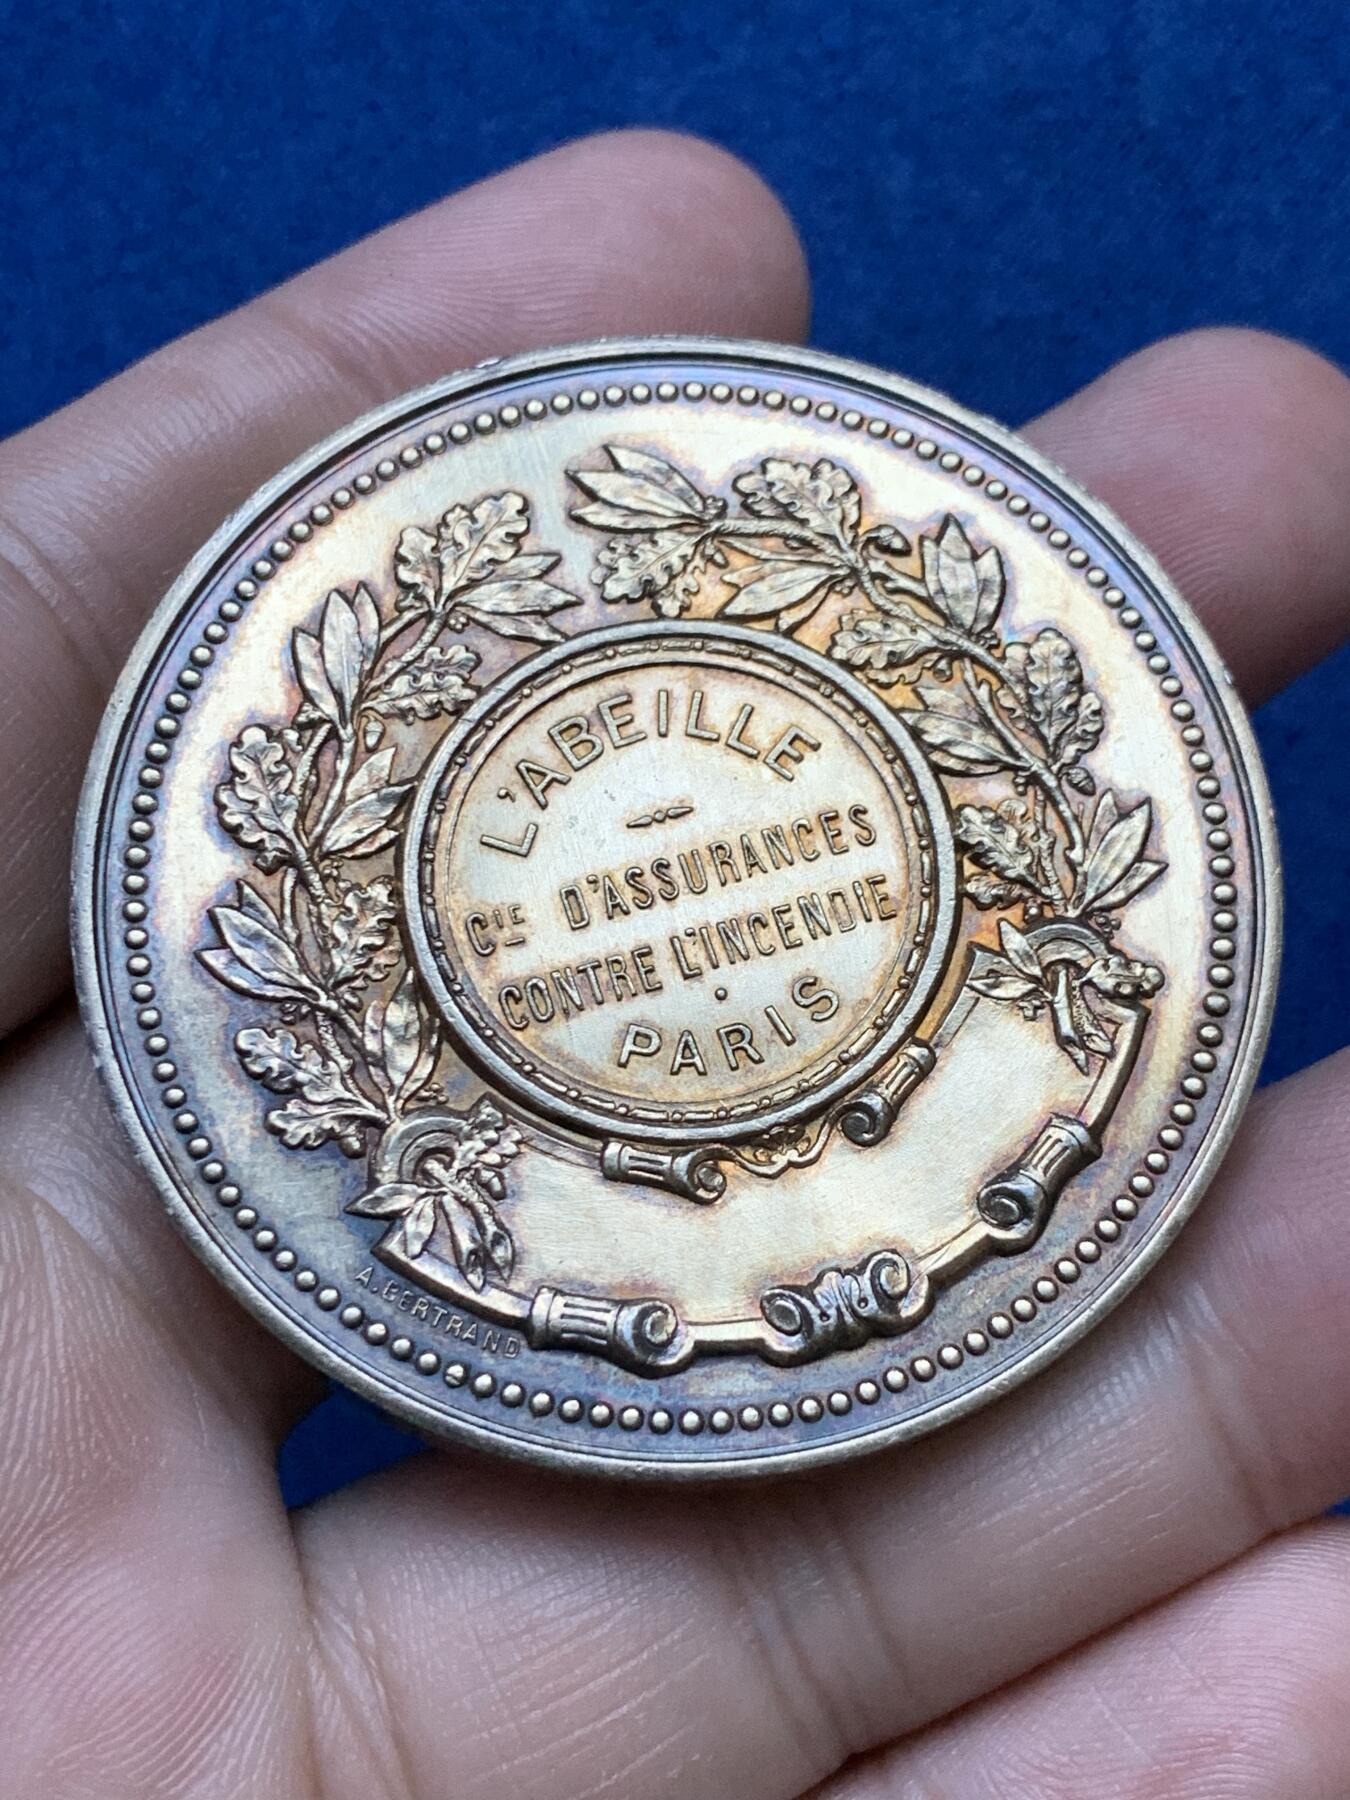 L'ABEILLE
CIE D'ASSURANCES
CONTRE L'INCENDIE
PARIS
A.BERTRAND